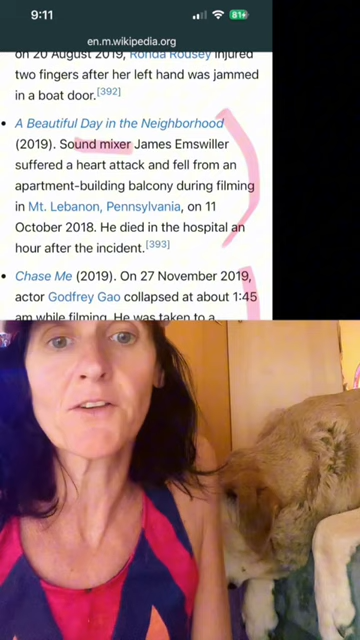 9:11
81
en.m.wikipedia.org
on 20 August 2019, Ronda Rousey injured
two fingers after her left hand was jammed
in a boat door.[392]
• A Beautiful Day in the Neighborhood
(2019). Sound mixer James Emswiller
suffered a heart attack and fell from an
apartment-building balcony during filming
in Mt. Lebanon, Pennsylvania, on 11
October 2018. He died in the hospital an
hour after the incident.[393]
• Chase Me (2019). On 27 November 2019,
actor Godfrey Gao collapsed at about 1:45
am while filming. He was taken to a